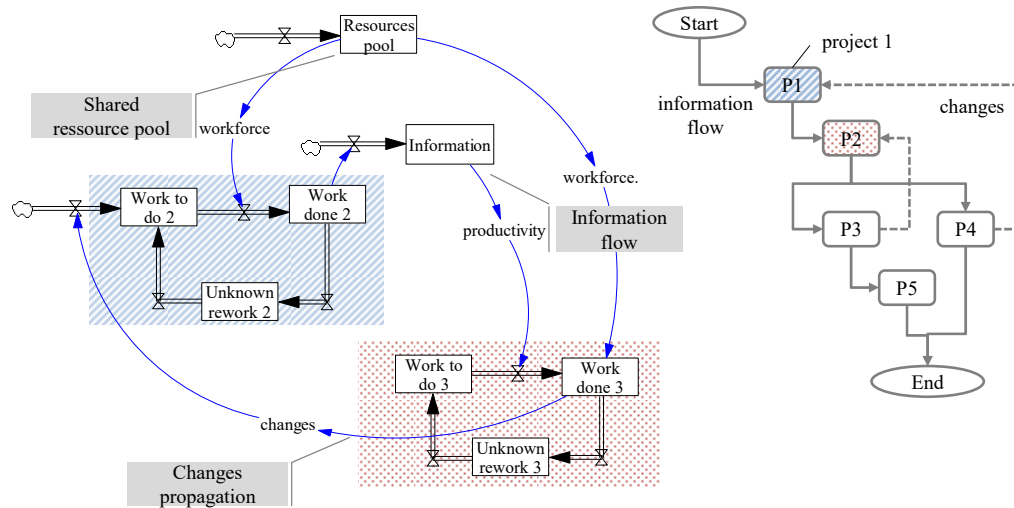 Resources
pool
Shared
ressource pool
workforce
Information
workforce.
Work to
do 2
Work
done 2
productivity
Information
flow
Unknown
rework 2
Work to
do 3
Work
done 3
changes
Unknown
rework 3
Changes
propagation
Start
project 1
P1
information
flow
changes
P2
P3
P4
P5
End